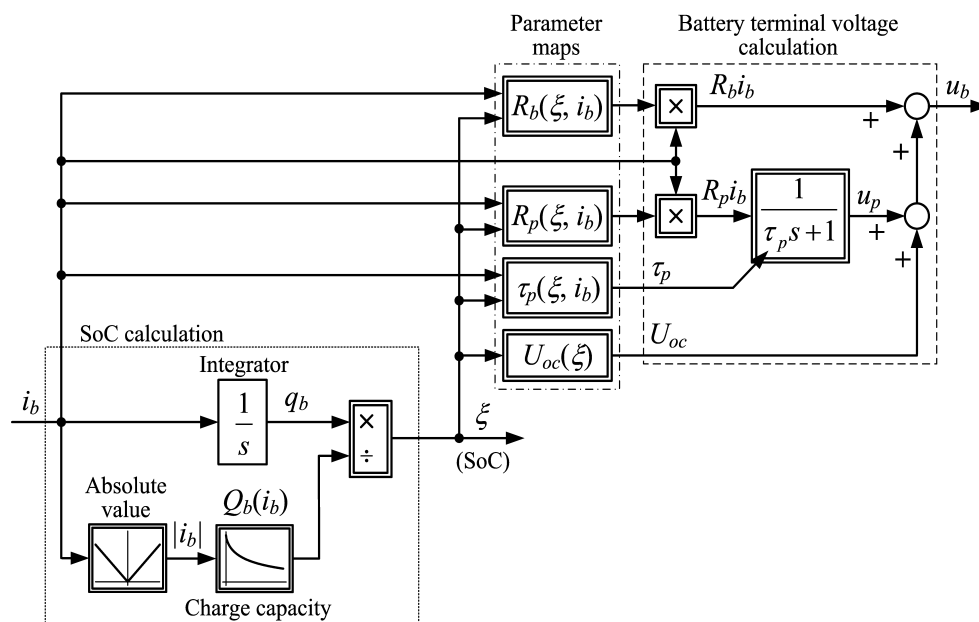 Parameter
maps
Battery terminal voltage
calculation
R_b(ξ, i_b)
×
R_b i_b
+
+
u_b
R_p(ξ, i_b)
×
R_p i_b
1
τ_p s+1
u_p
+
+
τ_p(ξ, i_b)
τ_p
U_oc(ξ)
U_oc
SoC calculation
Integrator
i_b
1
s
q_b
×
÷
ξ
(SoC)
Absolute
value
|i_b|
Q_b(i_b)
Charge capacity